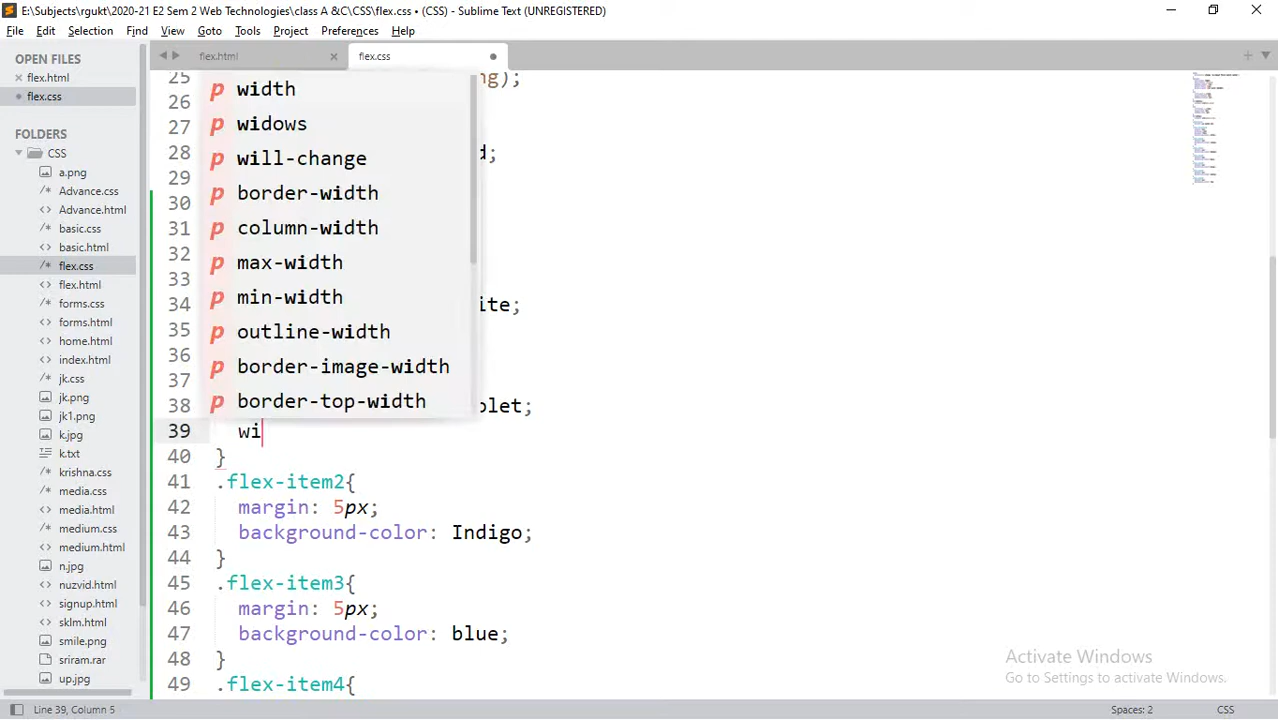 E:\Subjects\rgukt\2020-21 E2 Sem 2 Web Technologies\class A &C\CSS\flex.css • (CSS) - Sublime Text (UNREGISTERED)
File Edit Selection Find View Goto Tools Project Preferences Help
OPEN FILES
flex.html
flex.css
FOLDERS
CSS
a.png
/* Advance.css
<> Advance.html
/* basic.css
<> basic.html
/* flex.css
<> flex.html
/* forms.css
<> forms.html
<> home.html
<> index.html
/* jk.css
jk.png
jk1.png
k.jpg
k.txt
/* krishna.css
/* media.css
<> media.html
/* medium.css
<> medium.html
n.jpg
<> nuzvid.html
<> signup.html
<> sklm.html
smile.png
sriram.rar
up.jpg
flex.html
flex.css
25 ng);
26
27
28 d;
29
30
31
32
33
34 ite;
35
36
37
38 olet;
p width
p widows
p will-change
p border-width
p column-width
p max-width
p min-width
p outline-width
p border-image-width
p border-top-width
39 wi
40 }
41 .flex-item2{
42 margin: 5px;
43 background-color: Indigo;
44 }
45 .flex-item3{
46 margin: 5px;
47 background-color: blue;
48 }
49 .flex-item4{
Activate Windows
Go to Settings to activate Windows.
Line 39, Column 5
Spaces: 2
CSS